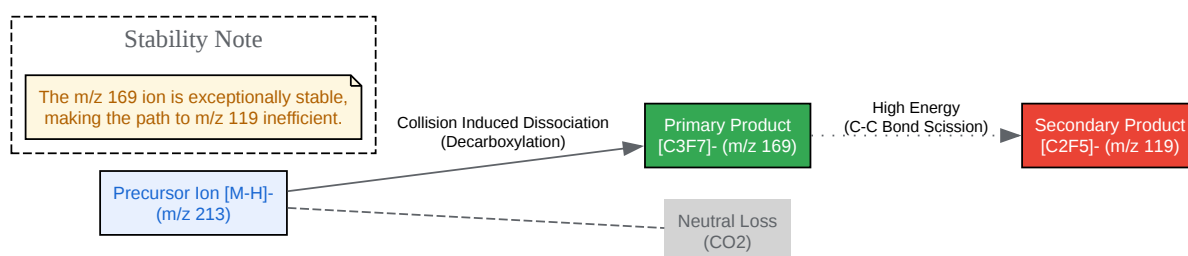 Stability Note
The m/z 169 ion is exceptionally stable,
making the path to m/z 119 inefficient.
Precursor Ion [M-H]-
(m/z 213)
Collision Induced Dissociation
(Decarboxylation)
Primary Product
[C3F7]- (m/z 169)
High Energy
(C-C Bond Scission)
Secondary Product
[C2F5]- (m/z 119)
Neutral Loss
(CO2)